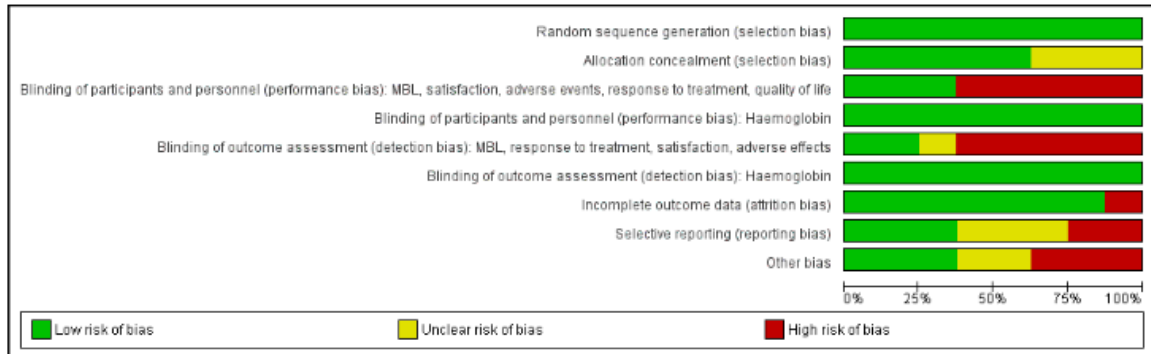 Random sequence generation (selection bias)
Allocation concealment (selection bias)
Blinding of participants and personnel (performance bias): MBL, satisfaction, adverse events, response to treatment, quality of life
Blinding of participants and personnel (performance bias): Haemoglobin
Blinding of outcome assessment (detection bias): MBL, response to treatment, satisfaction, adverse effects
Blinding of outcome assessment (detection bias): Haemoglobin
Incomplete outcome data (attrition bias)
Selective reporting (reporting bias)
Other bias
0% 25% 50% 75% 100%
Low risk of bias Unclear risk of bias High risk of bias